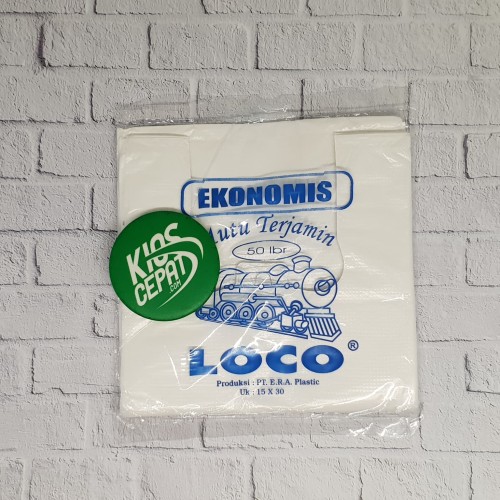 EKONOMIS
Mutu Terjamin
50 lbr
KIOS
CEPAT
.COM
LOCO ®
Produksi : PT. E.R.A. Plastic
Uk : 15 X 30